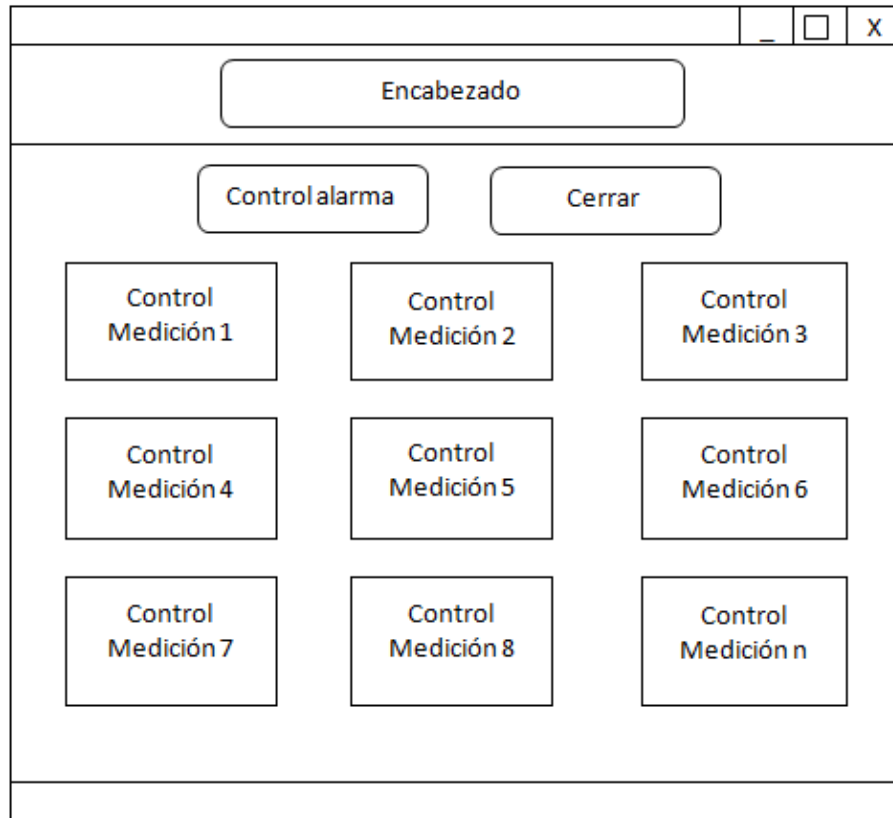 _ X
Encabezado
Control alarma
Cerrar
Control
Medición 1
Control
Medición 2
Control
Medición 3
Control
Medición 4
Control
Medición 5
Control
Medición 6
Control
Medición 7
Control
Medición 8
Control
Medición n